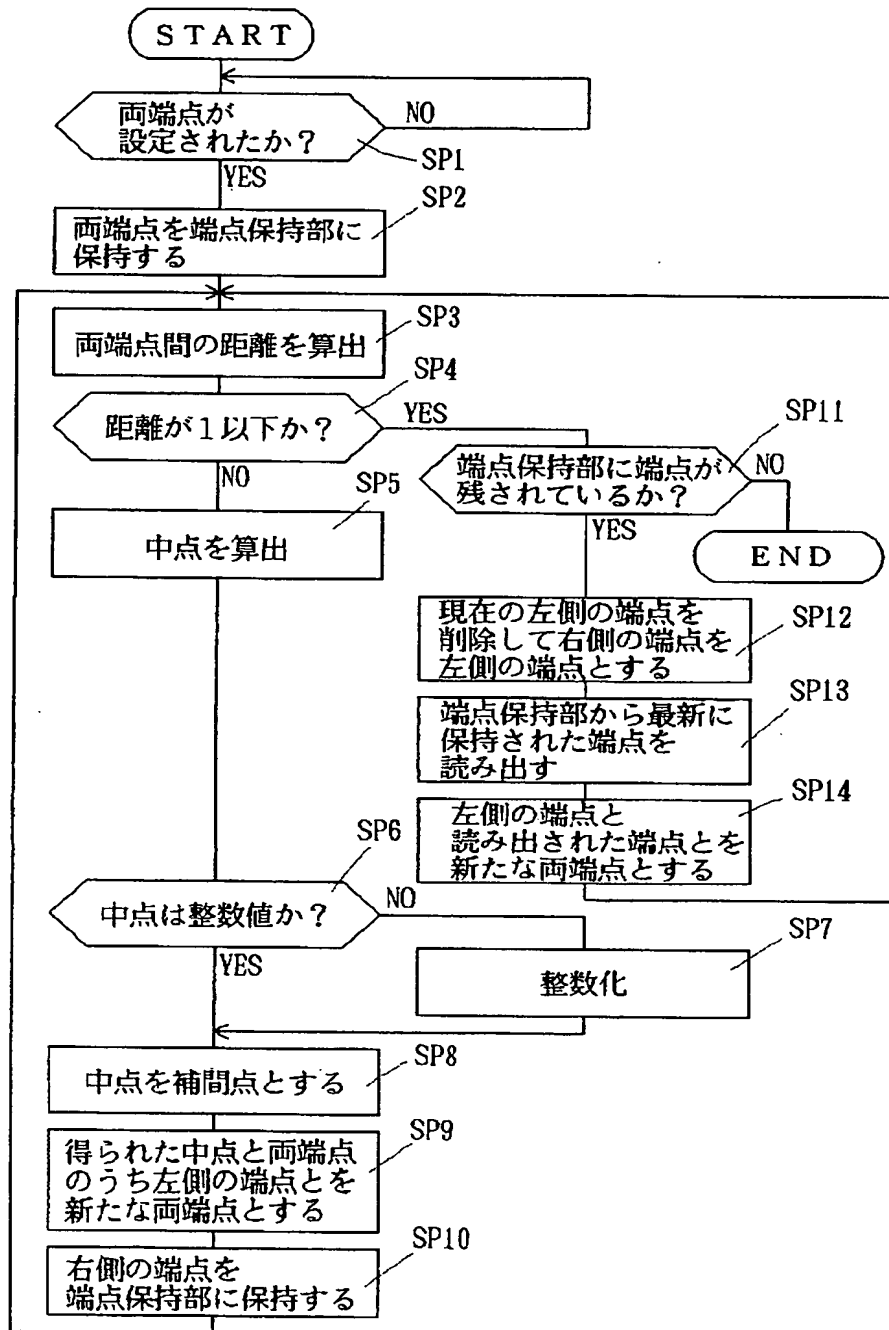 START
両端点が
設定されたか？
NO
SP1
YES
SP2
両端点を端点保持部に
保持する
SP3
両端点間の距離を算出
SP4
距離が１以下か？
YES
NO
SP11
端点保持部に端点が
残されているか？
NO
YES
END
SP5
中点を算出
SP12
現在の左側の端点を
削除して右側の端点を
左側の端点とする
SP13
端点保持部から最新に
保持された端点を
読み出す
SP14
左側の端点と
読み出された端点とを
新たな両端点とする
SP6
中点は整数値か？
NO
YES
SP7
整数化
SP8
中点を補間点とする
SP9
得られた中点と両端点
のうち左側の端点とを
新たな両端点とする
SP10
右側の端点を
端点保持部に保持する